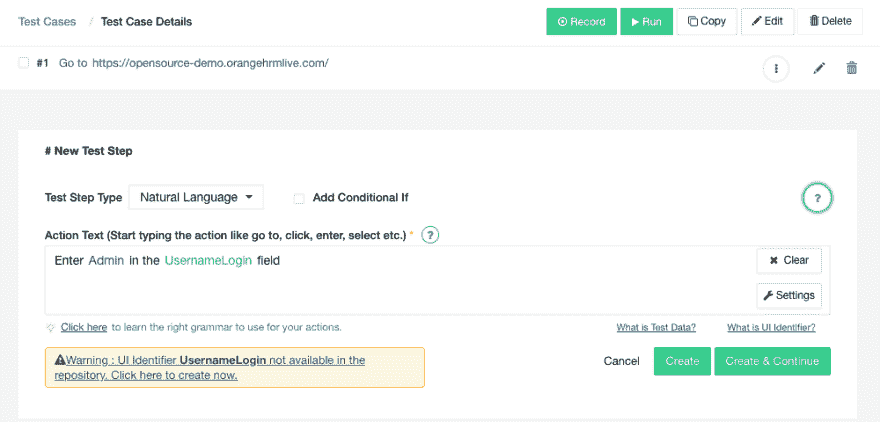 Test Cases / Test Case Details Record Run Copy Edit Delete
#1 Go to https://opensource-demo.orangehrmlive.com/
# New Test Step
Test Step Type Natural Language Add Conditional If ?
Action Text (Start typing the action like go to, click, enter, select etc.) * ?
Enter Admin in the UsernameLogin field
Clear
Settings
Click here to learn the right grammar to use for your actions. What is Test Data? What is UI Identifier?
Warning : UI Identifier UsernameLogin not available in the
repository. Click here to create now.
Cancel Create Create & Continue